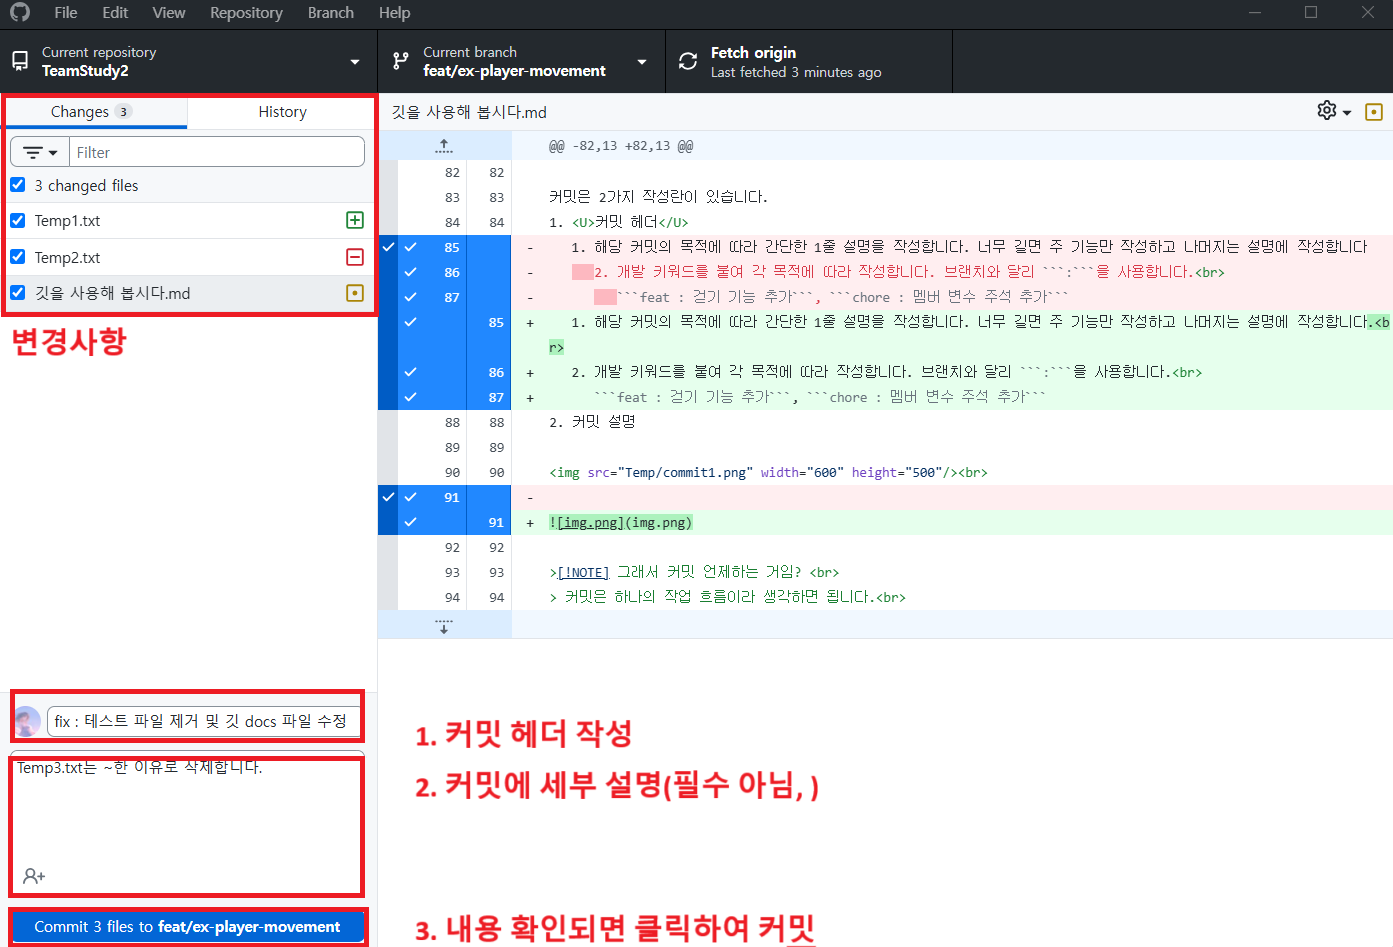 File Edit View Repository Branch Help
Current repository
TeamStudy2
Current branch
feat/ex-player-movement
Fetch origin
Last fetched 3 minutes ago
Changes 3
History
Filter
3 changed files
Temp1.txt
Temp2.txt
깃을 사용해 봅시다.md
변경사항
깃을 사용해 봅시다.md
@@ -82,13 +82,13 @@
82 82
83 83 커밋은 2가지 작성란이 있습니다.
84 84 1. <U>커밋 헤더</U>
85 - 1. 해당 커밋의 목적에 따라 간단한 1줄 설명을 작성합니다. 너무 길면 주 기능만 작성하고 나머지는 설명에 작성합니다
86 - 2. 개발 키워드를 붙여 각 목적에 따라 작성합니다. 브랜치와 달리 ```:```을 사용합니다.<br>
87 - ```feat : 걷기 기능 추가```, ```chore : 멤버 변수 주석 추가```
85 + 1. 해당 커밋의 목적에 따라 간단한 1줄 설명을 작성합니다. 너무 길면 주 기능만 작성하고 나머지는 설명에 작성합니다.<b
r>
86 + 2. 개발 키워드를 붙여 각 목적에 따라 작성합니다. 브랜치와 달리 ```:```을 사용합니다.<br>
87 + ```feat : 걷기 기능 추가```, ```chore : 멤버 변수 주석 추가```
88 88 2. 커밋 설명
89 89
90 90 <img src="Temp/commit1.png" width="600" height="500"/><br>
91 -
91 + ![img.png](img.png)
92 92
93 93 >[!NOTE] 그래서 커밋 언제하는 거임? <br>
94 94 > 커밋은 하나의 작업 흐름이라 생각하면 됩니다.<br>
fix : 테스트 파일 제거 및 깃 docs 파일 수정
Temp3.txt는 ~한 이유로 삭제합니다.
Commit 3 files to feat/ex-player-movement
1. 커밋 헤더 작성
2. 커밋에 세부 설명(필수 아님, )
3. 내용 확인되면 클릭하여 커밋